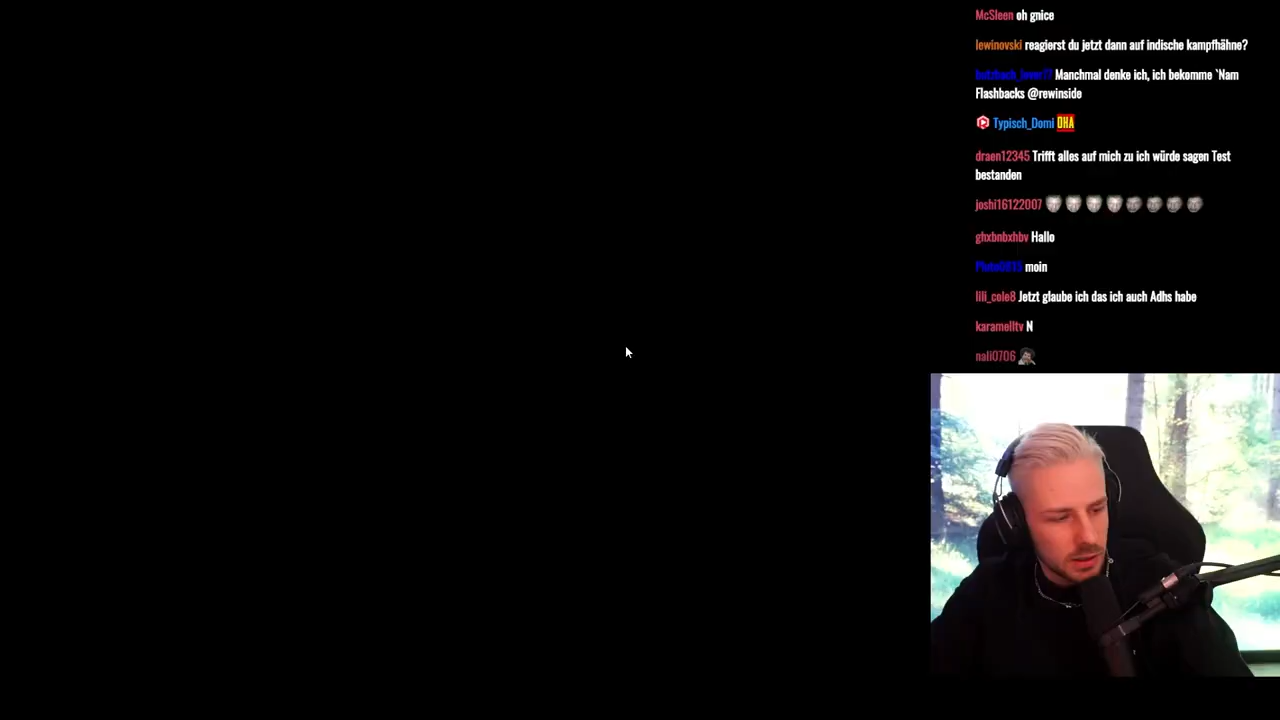 McSleen oh gnice
lewinovski reagierst du jetzt dann auf indische kampfhähne?
Manchmal denke ich, ich bekomme `Nam
Flashbacks @rewinside
Typisch_Domi OHA
draen12345 Trifft alles auf mich zu ich würde sagen Test
bestanden
joshi16122007
ghxbnbxhbv Hallo
moin
lili_cole8 Jetzt glaube ich das ich auch Adhs habe
karamelltv N
nali0706